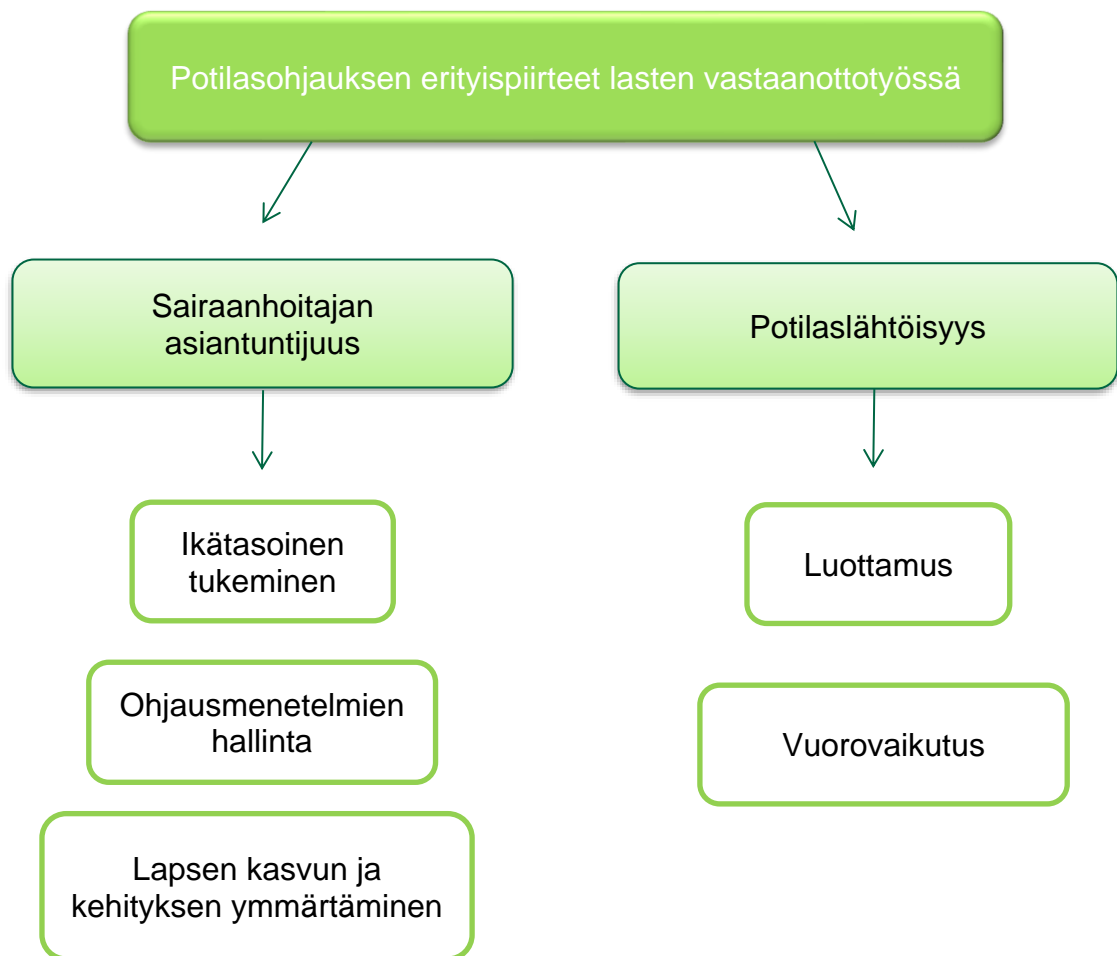 Potilasohjauksen erityispiirteet lasten vastaanottotyössä
Sairaanhoitajan
asiantuntijuus
Potilaslähtöisyys
Ikätasoinen
tukeminen
Luottamus
Ohjausmenetelmien
hallinta
Vuorovaikutus
Lapsen kasvun ja
kehityksen ymmärtäminen